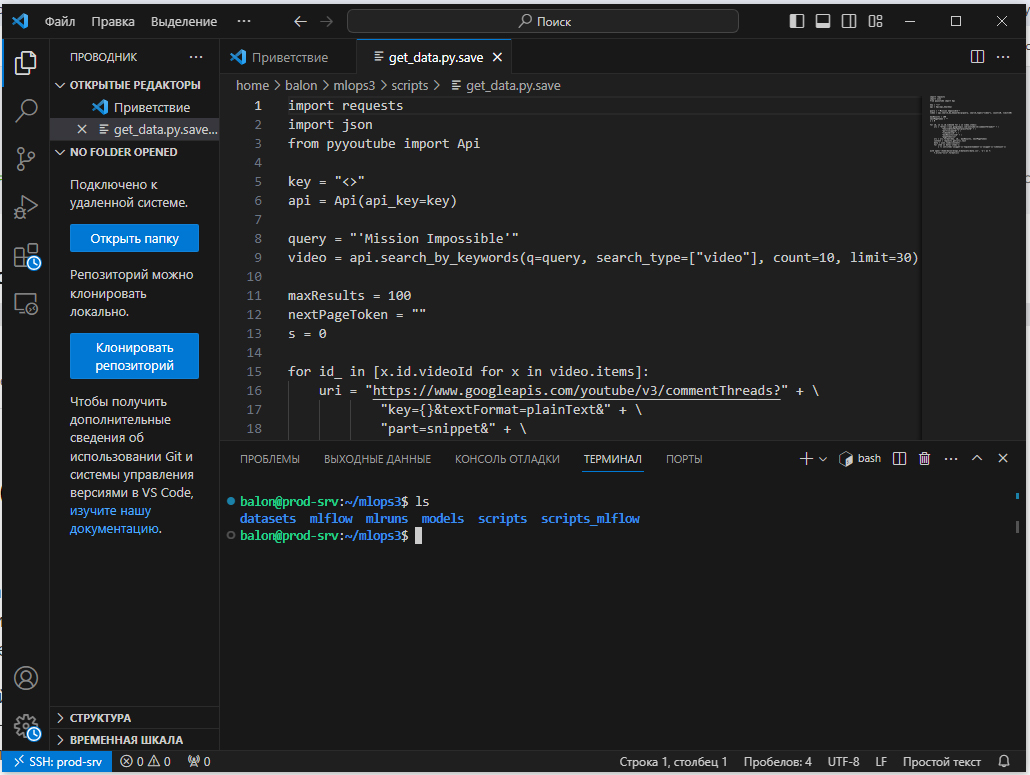 Файл Правка Выделение ··· Поиск
ПРОВОДНИК ···
ОТКРЫТЫЕ РЕДАКТОРЫ
Приветствие
get_data.py.save...
NO FOLDER OPENED
Подключено к
удаленной системе.
Открыть папку
Репозиторий можно
клонировать
локально.
Клонировать
репозиторий
Чтобы получить
дополнительные
сведения об
использовании Git и
системы управления
версиями в VS Code,
изучите нашу
документацию.
СТРУКТУРА
ВРЕМЕННАЯ ШКАЛА
Приветствие get_data.py.save
home > balon > mlops3 > scripts > get_data.py.save
1 import requests
2 import json
3 from pyyoutube import Api
4
5 key = "<>"
6 api = Api(api_key=key)
7
8 query = "'Mission Impossible'"
9 video = api.search_by_keywords(q=query, search_type=["video"], count=10, limit=30)
10
11 maxResults = 100
12 nextPageToken = ""
13 s = 0
14
15 for id_ in [x.id.videoId for x in video.items]:
16 uri = "https://www.googleapis.com/youtube/v3/commentThreads?" + \
17 "key={}&textFormat=plainText&" + \
18 "part=snippet&" + \
ПРОБЛЕМЫ ВЫХОДНЫЕ ДАННЫЕ КОНСОЛЬ ОТЛАДКИ ТЕРМИНАЛ ПОРТЫ bash ···
balon@prod-srv:~/mlops3$ ls
datasets mlflow mlruns models scripts scripts_mlflow
balon@prod-srv:~/mlops3$
SSH: prod-srv 0 0 0 Строка 1, столбец 1 Пробелов: 4 UTF-8 LF Простой текст